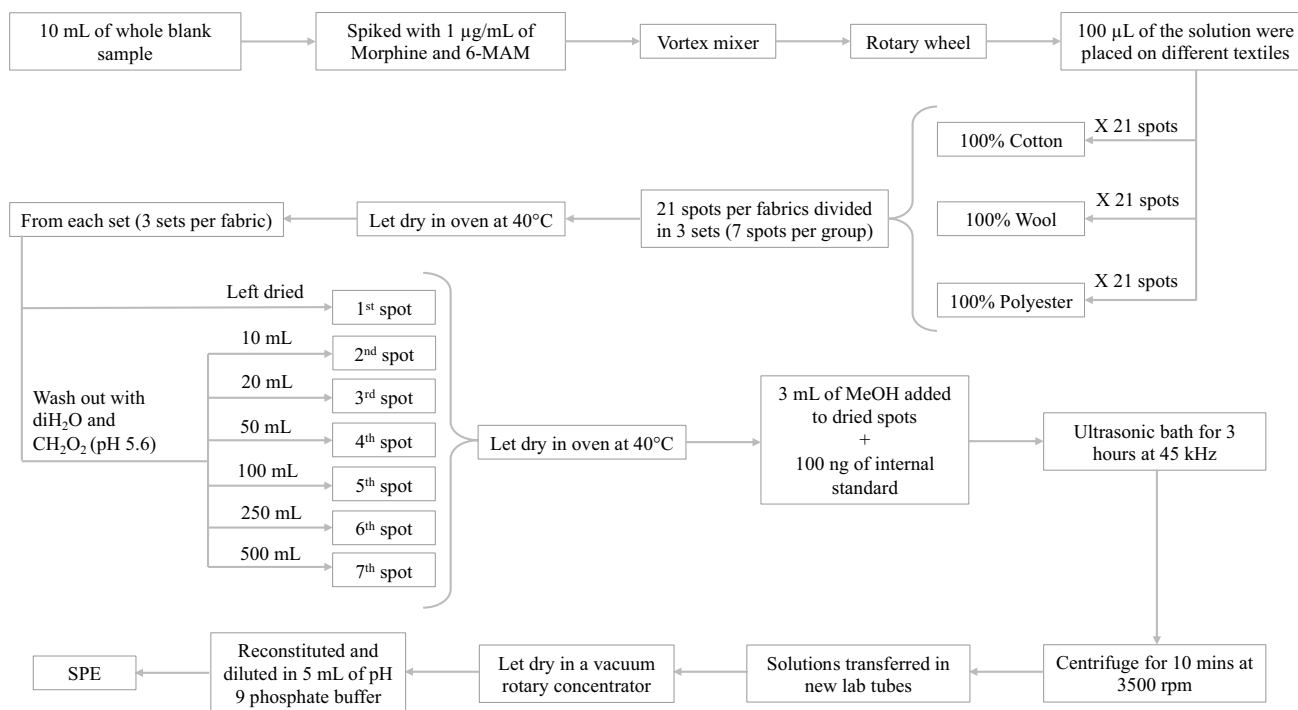 10 mL of whole blank
sample
Spiked with 1 µg/mL of
Morphine and 6-MAM
Vortex mixer
Rotary wheel
100 µL of the solution were
placed on different textiles
X 21 spots
100% Cotton
X 21 spots
100% Wool
X 21 spots
100% Polyester
21 spots per fabrics divided
in 3 sets (7 spots per group)
Let dry in oven at 40°C
From each set (3 sets per fabric)
Left dried
1st spot
Wash out with
diH₂O and
CH₂O₂ (pH 5.6)
10 mL
2nd spot
20 mL
3rd spot
50 mL
4th spot
100 mL
5th spot
250 mL
6th spot
500 mL
7th spot
Let dry in oven at 40°C
3 mL of MeOH added
to dried spots
+
100 ng of internal
standard
Ultrasonic bath for 3
hours at 45 kHz
Centrifuge for 10 mins at
3500 rpm
Solutions transferred in
new lab tubes
Let dry in a vacuum
rotary concentrator
Reconstituted and
diluted in 5 mL of pH
9 phosphate buffer
SPE